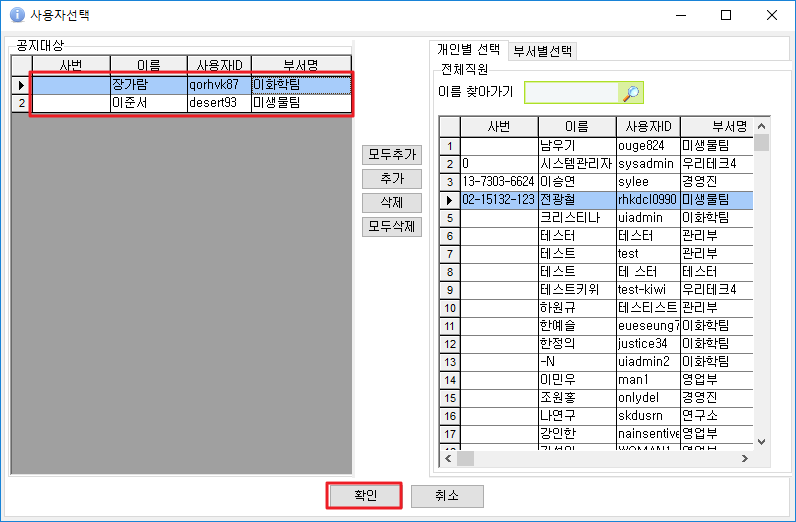 사용자선택
공지대상
사번 이름 사용자ID 부서명
장가람 qorhvk87 이화학팀
2 이준서 desert93 미생물팀
모두추가
추가
삭제
모두삭제
개인별 선택 부서별선택
전체직원
이름 찾아가기
사번 이름 사용자ID 부서명
1 남우기 ouge824 미생물팀
2 0 시스템관리자 sysadmin 우리테크4
3 13-7303-6624 이승연 sylee 경영진
02-15132-123 전광철 rhkdcl0990 미생물팀
5 크리스티나 uiadmin 이화학팀
6 테스터 테스터 관리부
7 테스트 test 관리부
8 테스트 테 스터 테스터
9 테스트키위 test-kiwi 우리테크4
10 하원규 테스티스트 관리부
11 한예슬 eueseung7 이화학팀
12 한정의 justice34 이화학팀
13 -N uiadmin2 이화학팀
14 이민우 man1 영업부
15 조원홍 onlydel 경영진
16 나연구 skdusrn 연구소
17 강인한 nainsentive 영업부
확인 취소